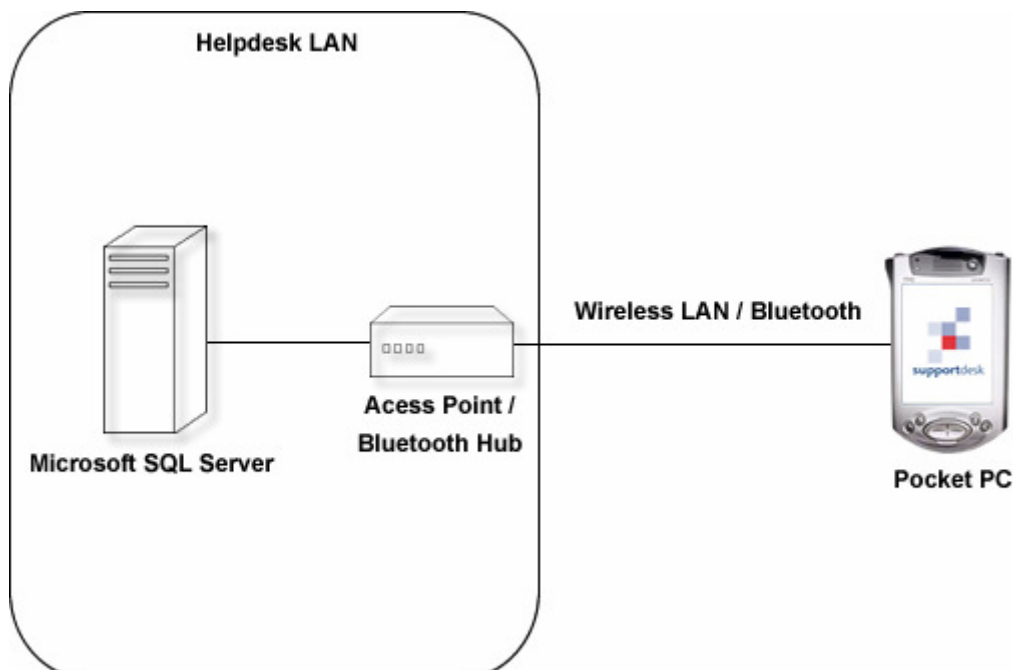 Helpdesk LAN
Wireless LAN / Bluetooth
supportdesk
Acess Point /
Bluetooth Hub
Microsoft SQL Server
Pocket PC